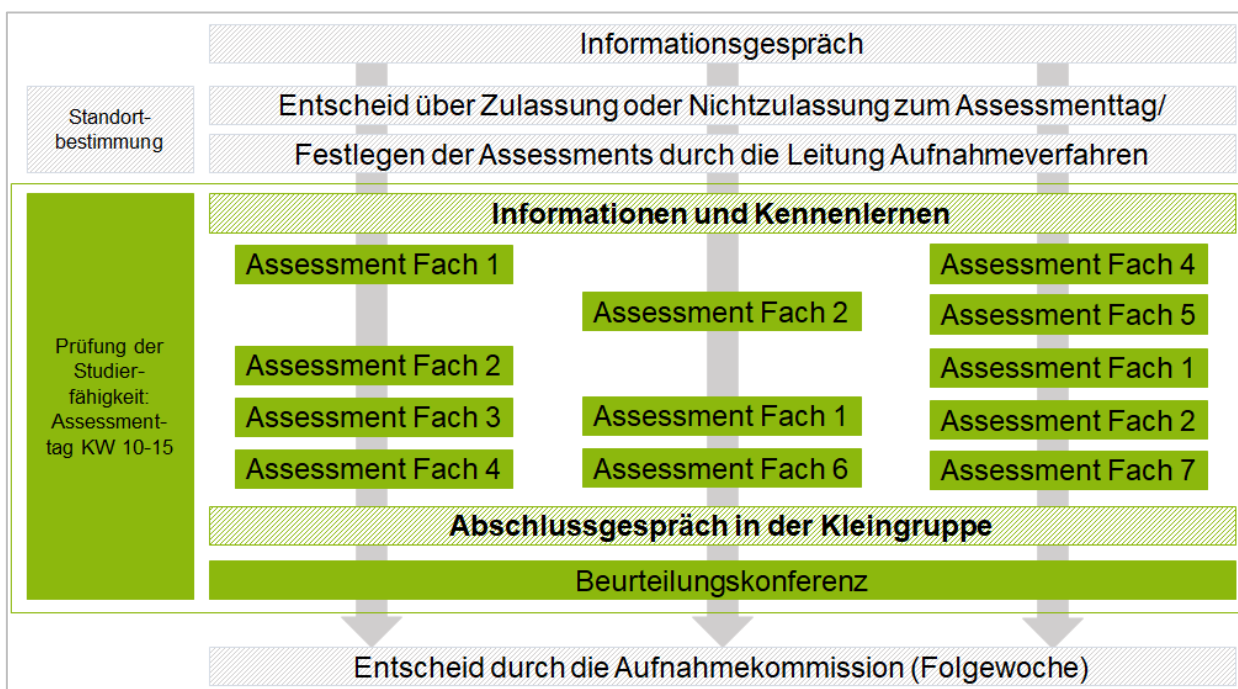 Informationsgespräch
Standort-
bestimmung
Entscheid über Zulassung oder Nichtzulassung zum Assessmenttag/
Festlegen der Assessments durch die Leitung Aufnahmeverfahren
Prüfung der
Studier-
fähigkeit:
Assessment-
tag KW 10-15
Informationen und Kennenlernen
Assessment Fach 1
Assessment Fach 2
Assessment Fach 3
Assessment Fach 4
Assessment Fach 2
Assessment Fach 1
Assessment Fach 6
Assessment Fach 4
Assessment Fach 5
Assessment Fach 1
Assessment Fach 2
Assessment Fach 7
Abschlussgespräch in der Kleingruppe
Beurteilungskonferenz
Entscheid durch die Aufnahmekommission (Folgewoche)